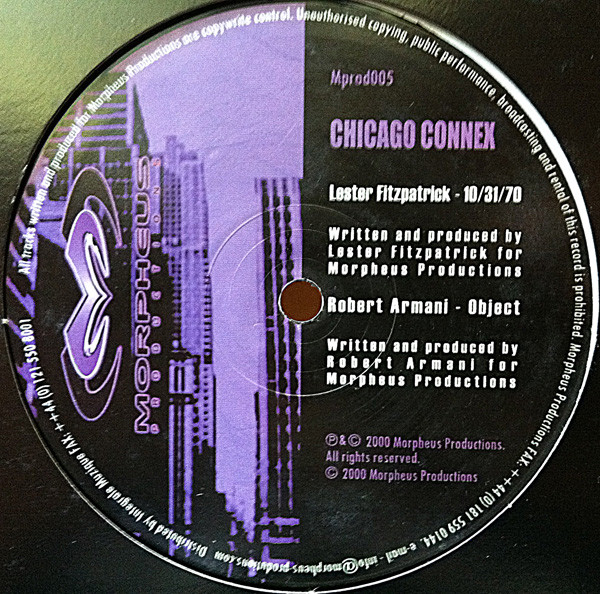 Mprod005
CHICAGO CONNEX
Lester Fitzpatrick - 10/31/70
Written and produced by
Lester Fitzpatrick for
Morpheus Productions
Robert Armani - Object
Written and produced by
Robert Armani for
Morpheus Productions
℗ & © 2000 Morpheus Productions.
All rights reserved.
© 2000 Morpheus Productions
MORPHEUS
PRODUCTIONS
All tracks written and produced for Morpheus Productions are copywrite control. Unauthorised copying, public performance, broadcasting and rental of this record is prohibited. Morpheus Productions FAX: ++44(0) 181 559 0144. e-mail - info@morpheus-productions.com
Distributed by Integrale Muzique FAX: ++44(0) 121-550 8001